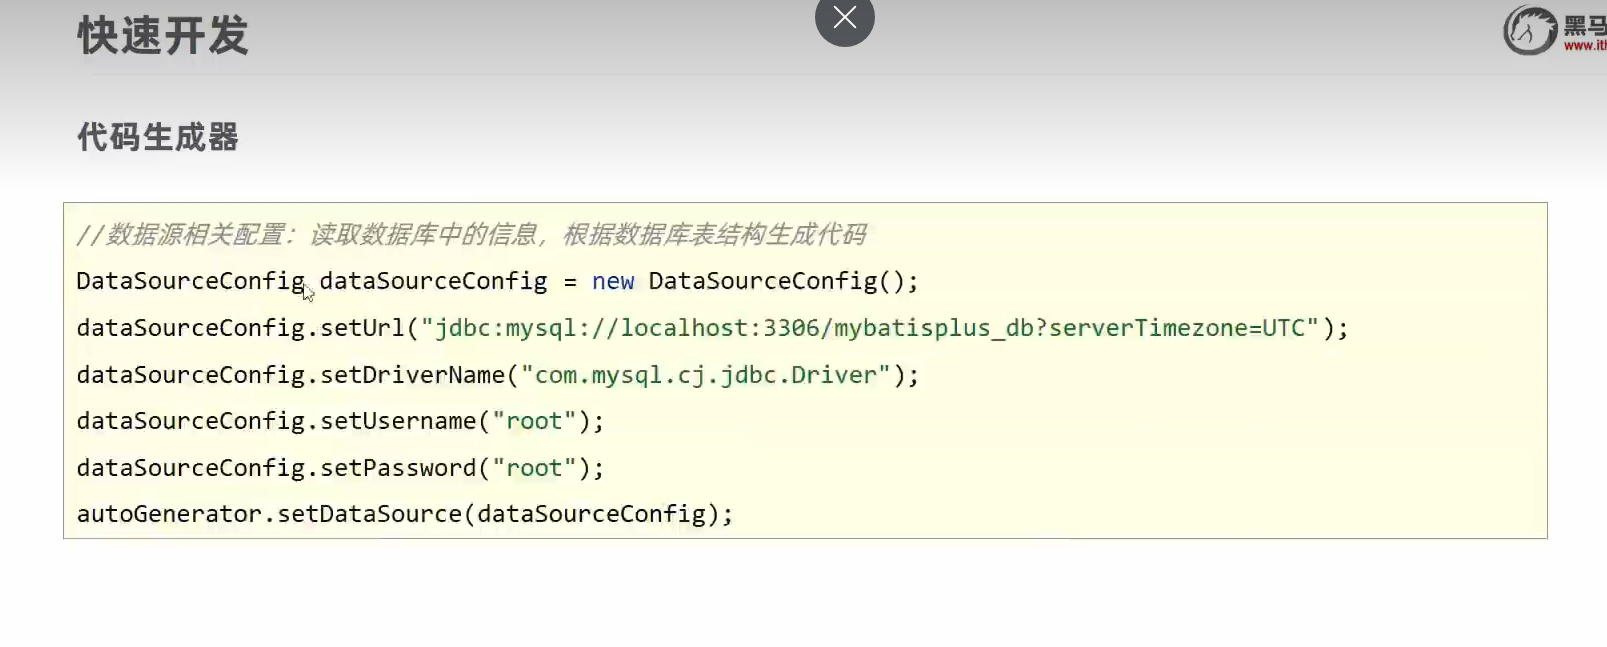 快速开发
黑马
www.it
代码生成器
//数据源相关配置：读取数据库中的信息，根据数据库表结构生成代码
DataSourceConfig dataSourceConfig = new DataSourceConfig();
dataSourceConfig.setUrl("jdbc:mysql://localhost:3306/mybatisplus_db?serverTimezone=UTC");
dataSourceConfig.setDriverName("com.mysql.cj.jdbc.Driver");
dataSourceConfig.setUsername("root");
dataSourceConfig.setPassword("root");
autoGenerator.setDataSource(dataSourceConfig);